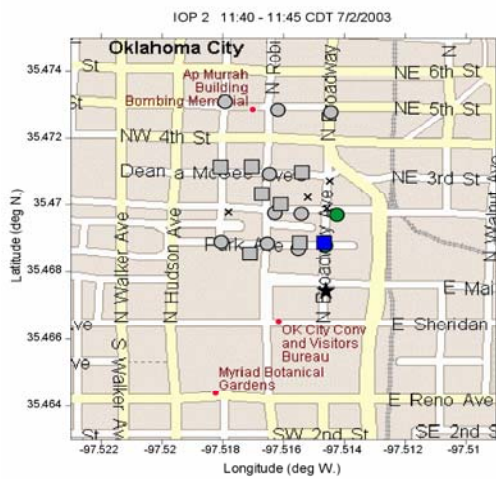 IOP 2 11:40 - 11:45 CDT 7/2/2003
Oklahoma City
St
Ap Murrah
Building
Bombing Memorial
N Robi
N Broadway
NE 6th St
NE 5th St
NW 4th St
Dean a McGee Ave
NE 3rd St
N Walnut Ave
N Walker Ave
N Hudson Ave
Park Ave
N Broadway Ave
E Mai
OK City Conv
and Visitors
Bureau
E Sheridan
Myriad Botanical
Gardens
S Walker Ave
E Reno Ave
St
SW 2nd St
SE 2nd S
35.474
35.472
35.47
35.468
35.466
35.464
Latitude (deg N.)
-97.522
-97.52
-97.518
-97.516
-97.514
-97.512
-97.51
Longitude (deg W.)